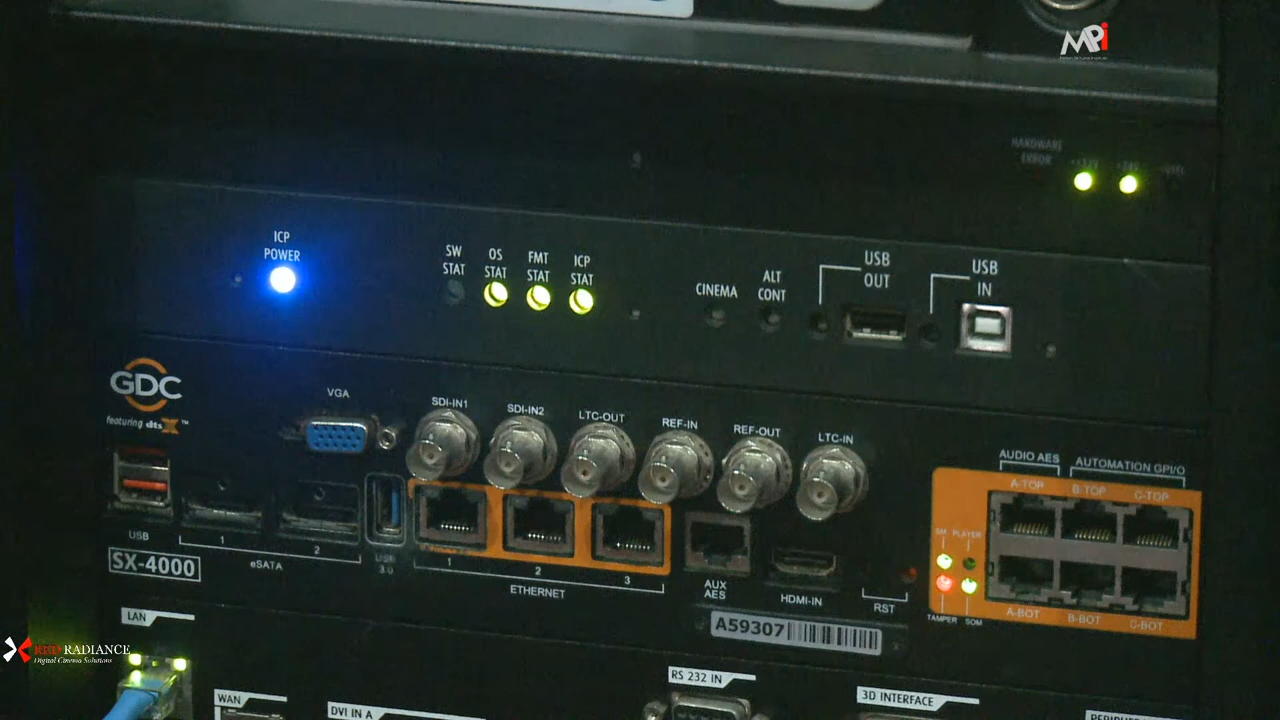 MPi
HARDWARE
ERROR
ICP
POWER
SW
STAT
OS
STAT
FMT
STAT
ICP
STAT
CINEMA
ALT
CONT
USB
OUT
USB
IN
GDC
featuring dts X ™
VGA
SDI-IN1
SDI-IN2
LTC-OUT
REF-IN
REF-OUT
LTC-IN
AUDIO AES
AUTOMATION GPI/O
A-TOP
B-TOP
C-TOP
SM
PLAYER
USB
1
2
eSATA
USB
3.0
1
2
3
ETHERNET
AUX
AES
HDMI-IN
RST
TAMPER
SOM
A-BOT
B-BOT
C-BOT
SX-4000
A59307
LAN
RED RADIANCE
Digital Cinema Solutions
WAN
DVI IN A
RS 232 IN
3D INTERFACE